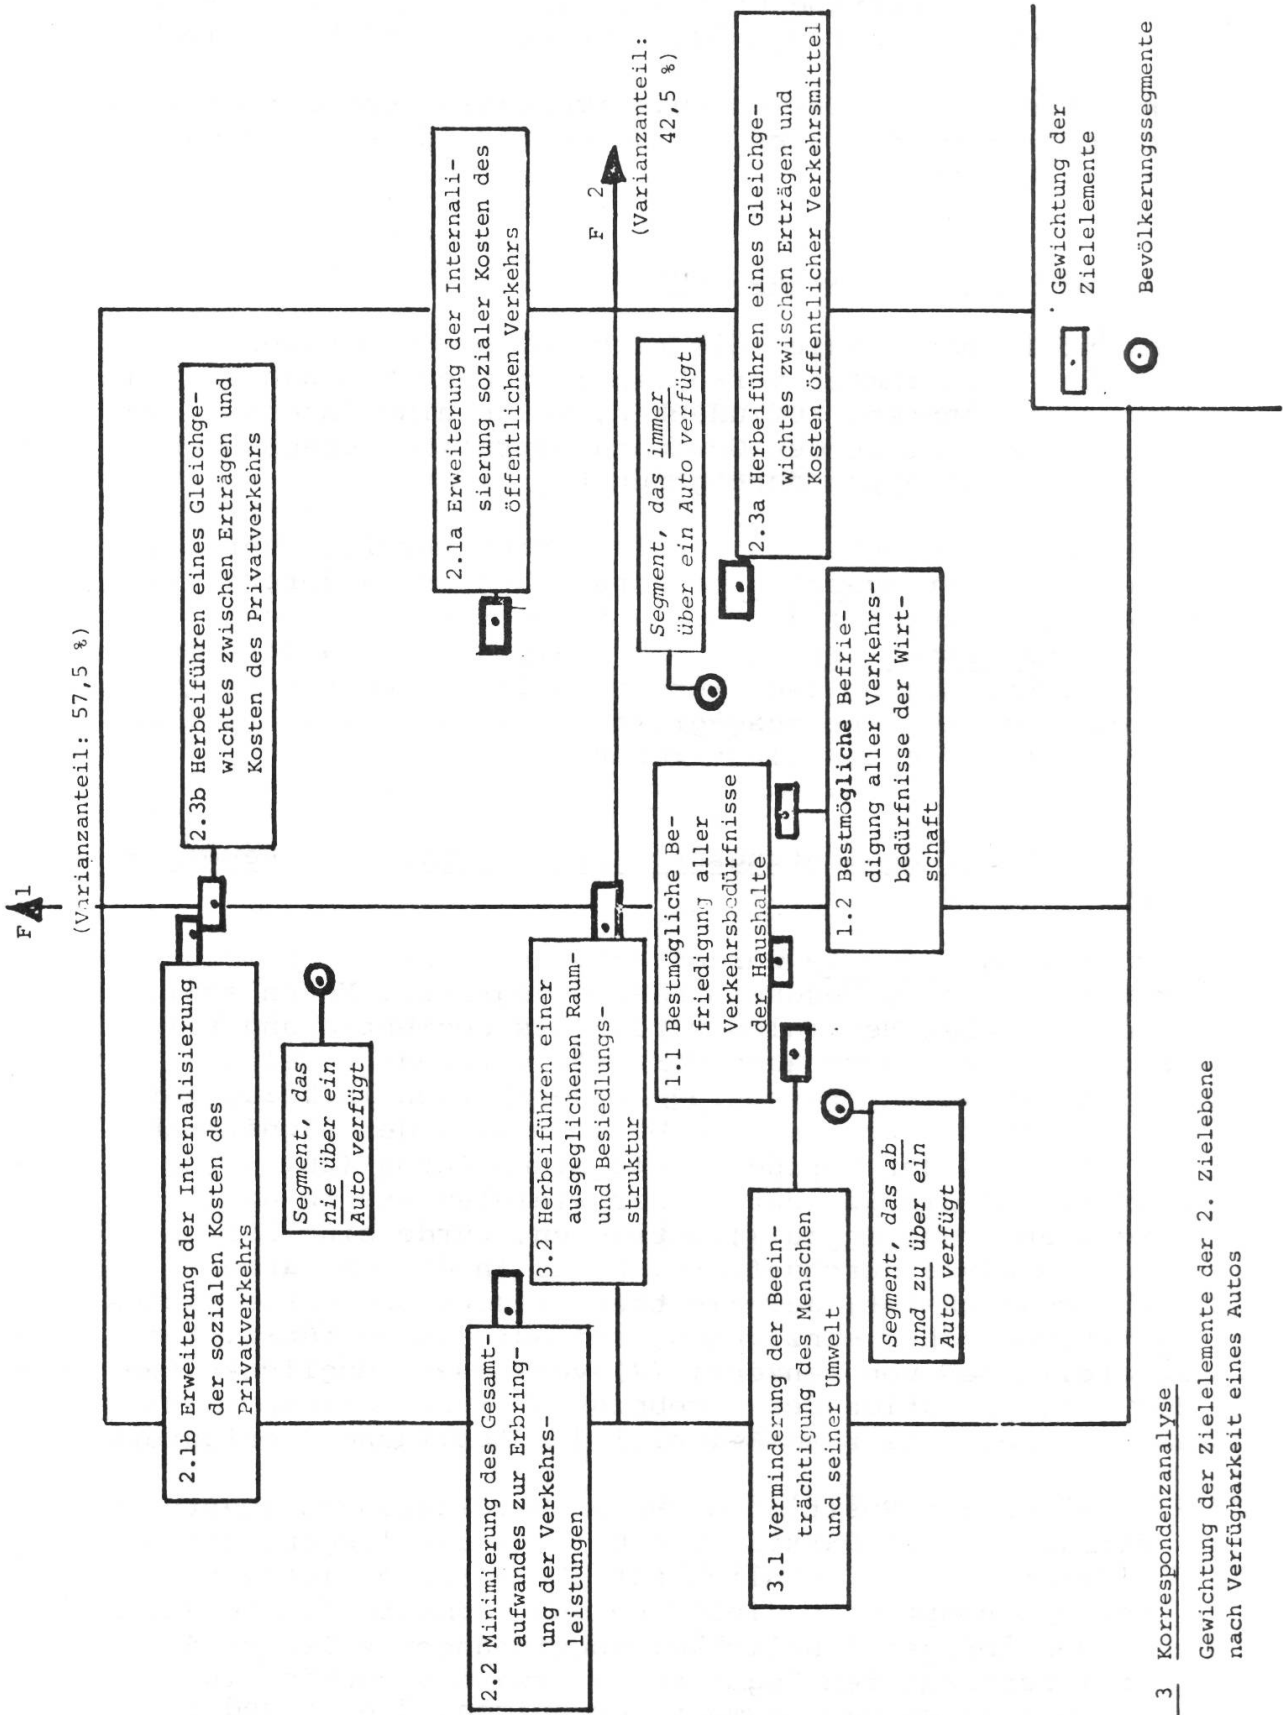 F 1
(Varianzanteil: 57,5 %)
2.1b Erweiterung der Internalisierung
der sozialen Kosten des
Privatverkehrs
2.3b Herbeiführen eines Gleichge-
wichtes zwischen Erträgen und
Kosten des Privatverkehrs
Segment, das
nie über ein
Auto verfügt
2.2 Minimierung des Gesamt-
aufwandes zur Erbring-
ung der Verkehrs-
leistungen
2.1a Erweiterung der Internali-
sierung sozialer Kosten des
öffentlichen Verkehrs
3.2 Herbeiführen einer
ausgeglichenen Raum-
und Besiedlungs-
struktur
F 2
(Varianzanteil:
42,5 %)
Segment, das immer
über ein Auto verfügt
1.1 Bestmögliche Be-
friedigung aller
Verkehrsbedürfnisse
der Haushalte
2.3a Herbeiführen eines Gleichge-
wichtes zwischen Erträgen und
Kosten öffentlicher Verkehrsmittel
3.1 Verminderung der Beein-
trächtigung des Menschen
und seiner Umwelt
1.2 Bestmögliche Befrie-
digung aller Verkehrs-
bedürfnisse der Wirt-
schaft
Segment, das ab
und zu über ein
Auto verfügt
Gewichtung der
Zielelemente
Bevölkerungssegmente
3 Korrespondenzanalyse
Gewichtung der Zielelemente der 2. Zielebene
nach Verfügbarkeit eines Autos